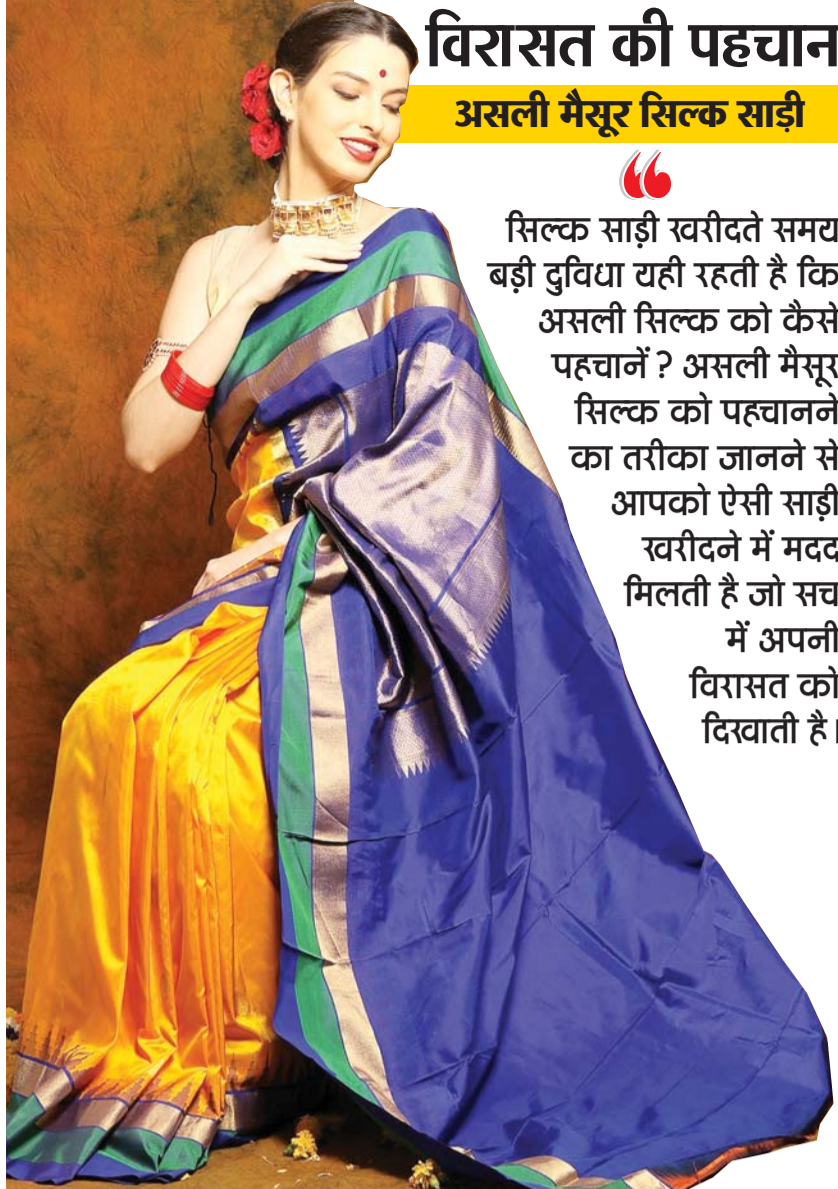 विरासत की पहचान
असली मैसूर सिल्क साड़ी
सिल्क साड़ी खरीदते समय
बड़ी दुविधा यही रहती है कि
असली सिल्क को कैसे
पहचानें ? असली मैसूर
सिल्क को पहचानने
का तरीका जानने से
आपको ऐसी साड़ी
खरीदने में मदद
मिलती है जो सच
में अपनी
विरासत को
दिखाती है।